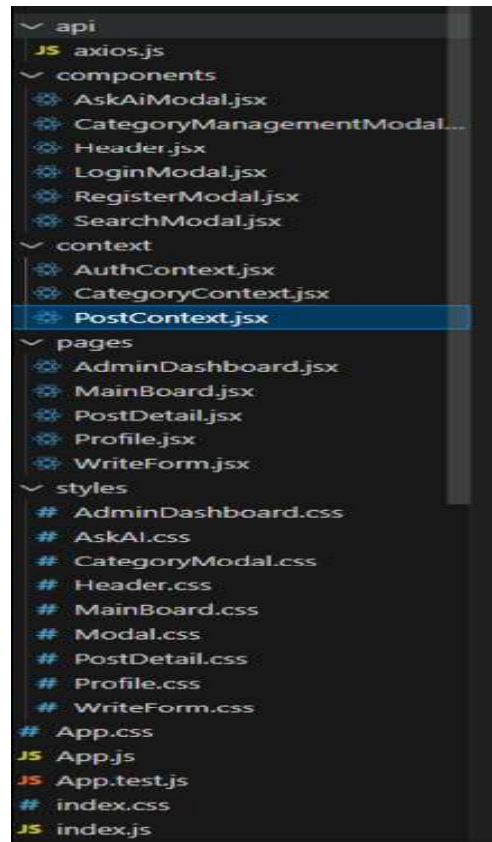 api
JS axios.js
components
AskAiModal.jsx
CategoryManagementModal...
Header.jsx
LoginModal.jsx
RegisterModal.jsx
SearchModal.jsx
context
AuthContext.jsx
CategoryContext.jsx
PostContext.jsx
pages
AdminDashboard.jsx
MainBoard.jsx
PostDetail.jsx
Profile.jsx
WriteForm.jsx
styles
# AdminDashboard.css
# AskAI.css
# CategoryModal.css
# Header.css
# MainBoard.css
# Modal.css
# PostDetail.css
# Profile.css
# WriteForm.css
# App.css
JS App.js
JS App.test.js
# index.css
JS index.js